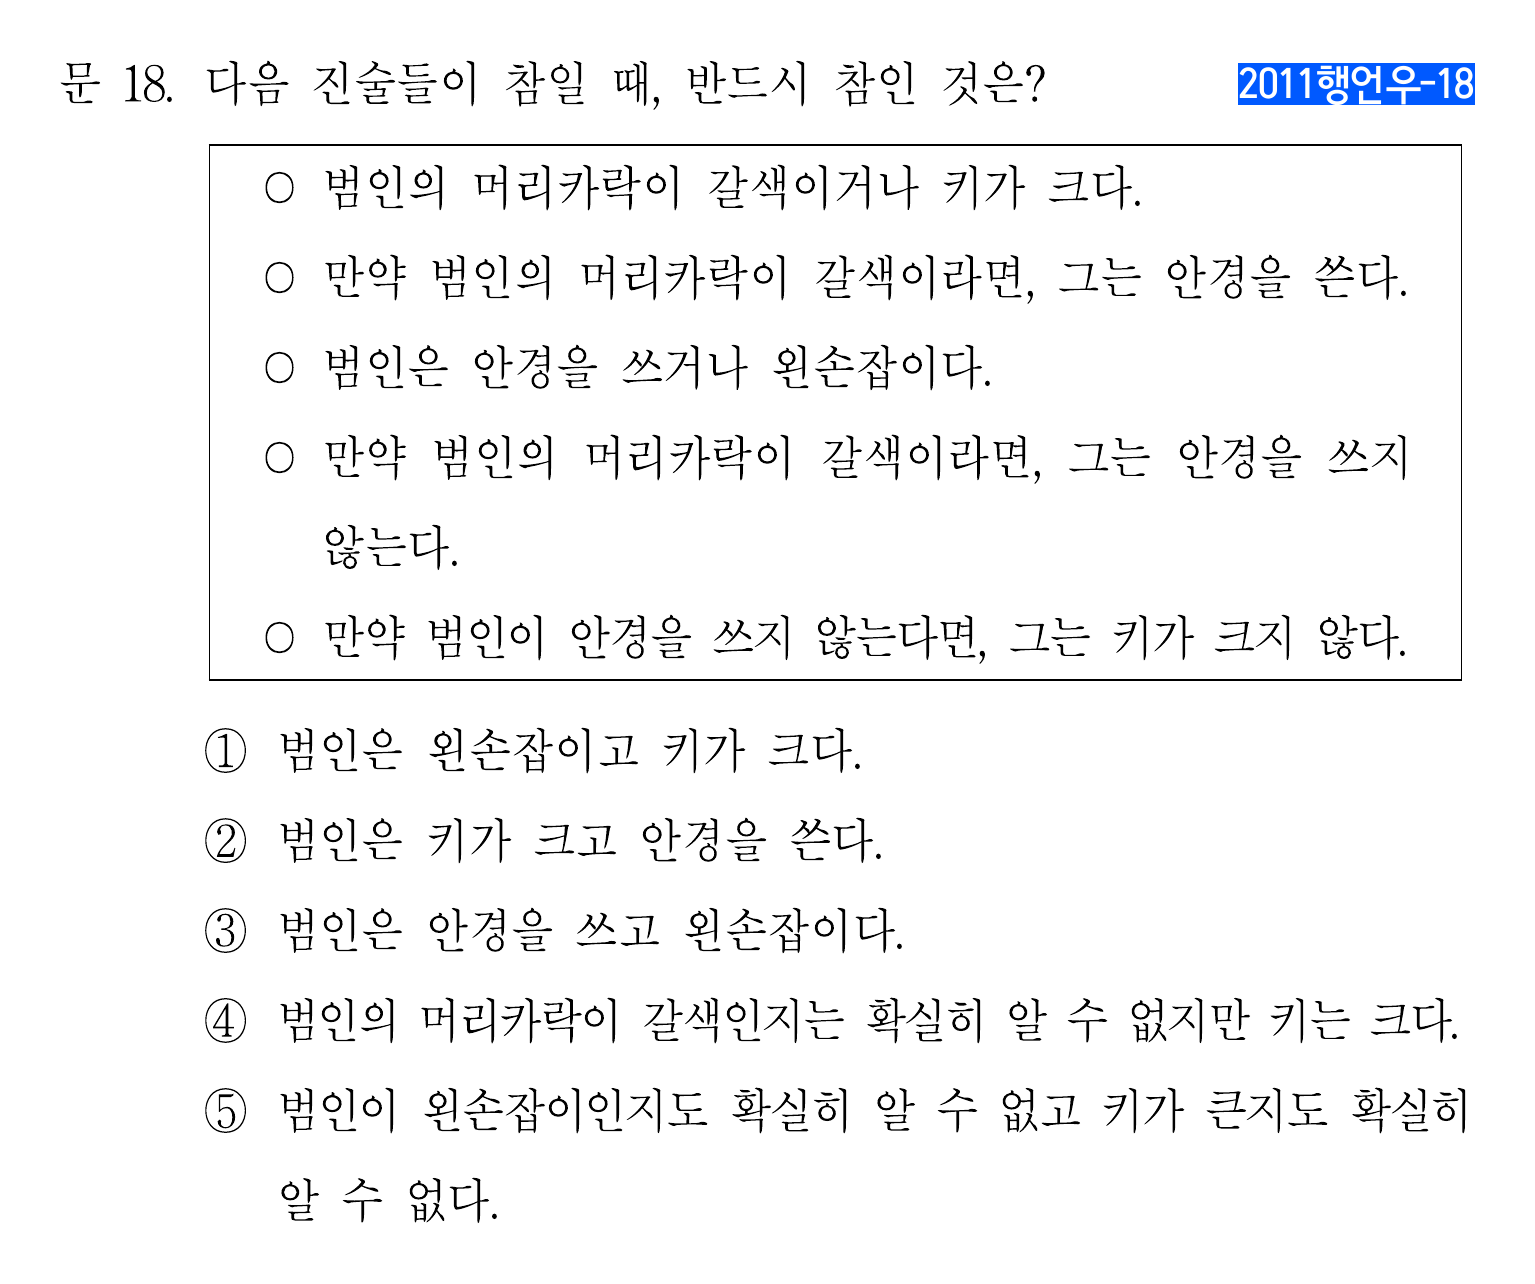 문 18. 다음 진술들이 참일 때, 반드시 참인 것은? 2011행언우-18
○ 범인의 머리카락이 갈색이거나 키가 크다.
○ 만약 범인의 머리카락이 갈색이라면, 그는 안경을 쓴다.
○ 범인은 안경을 쓰거나 왼손잡이다.
○ 만약 범인의 머리카락이 갈색이라면, 그는 안경을 쓰지
않는다.
○ 만약 범인이 안경을 쓰지 않는다면, 그는 키가 크지 않다.
① 범인은 왼손잡이고 키가 크다.
② 범인은 키가 크고 안경을 쓴다.
③ 범인은 안경을 쓰고 왼손잡이다.
④ 범인의 머리카락이 갈색인지는 확실히 알 수 없지만 키는 크다.
⑤ 범인이 왼손잡이인지도 확실히 알 수 없고 키가 큰지도 확실히
알 수 없다.